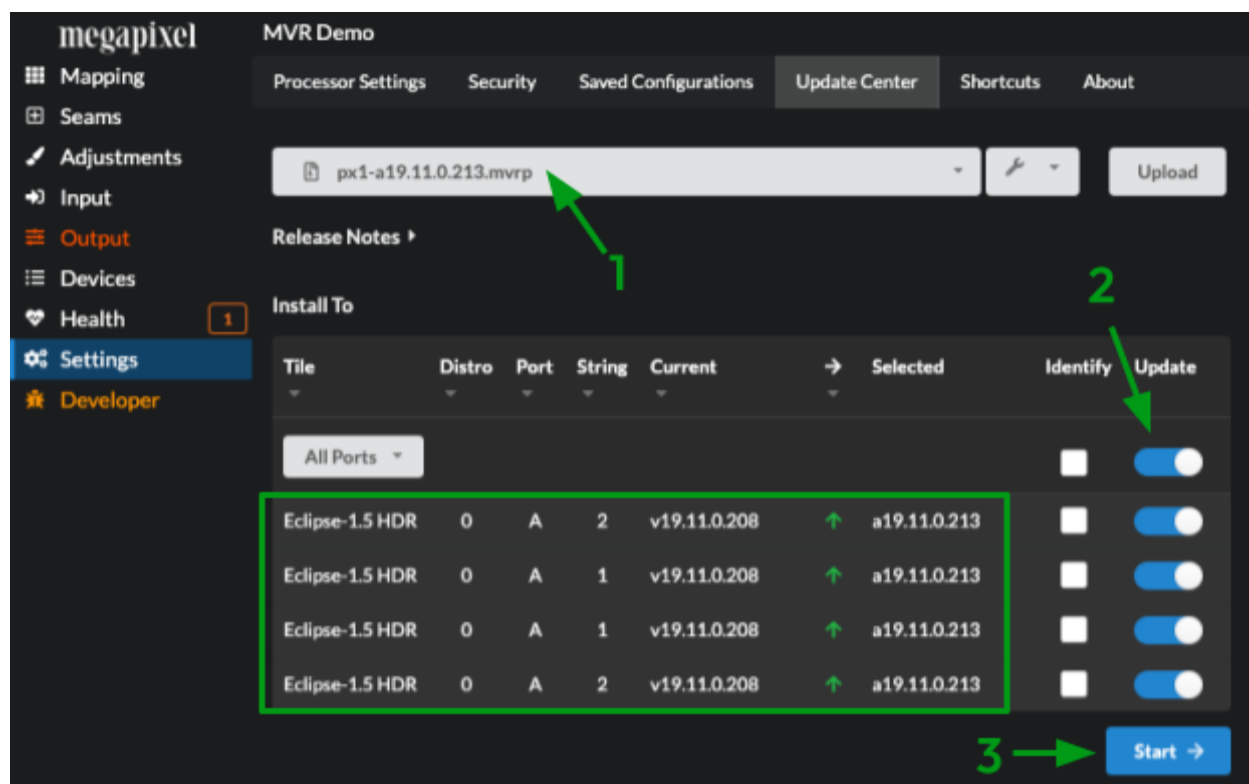 megapixel
MVR Demo
Mapping
Seams
Adjustments
Input
Output
Devices
Health 1
Settings
Developer
Processor Settings Security Saved Configurations Update Center Shortcuts About
px1-a19.11.0.213.mvrp Upload
1
Release Notes
2
Install To
Tile Distro Port String Current → Selected Identify Update
All Ports
Eclipse-1.5 HDR 0 A 2 v19.11.0.208 ↑ a19.11.0.213
Eclipse-1.5 HDR 0 A 1 v19.11.0.208 ↑ a19.11.0.213
Eclipse-1.5 HDR 0 A 1 v19.11.0.208 ↑ a19.11.0.213
Eclipse-1.5 HDR 0 A 2 v19.11.0.208 ↑ a19.11.0.213
3 Start →